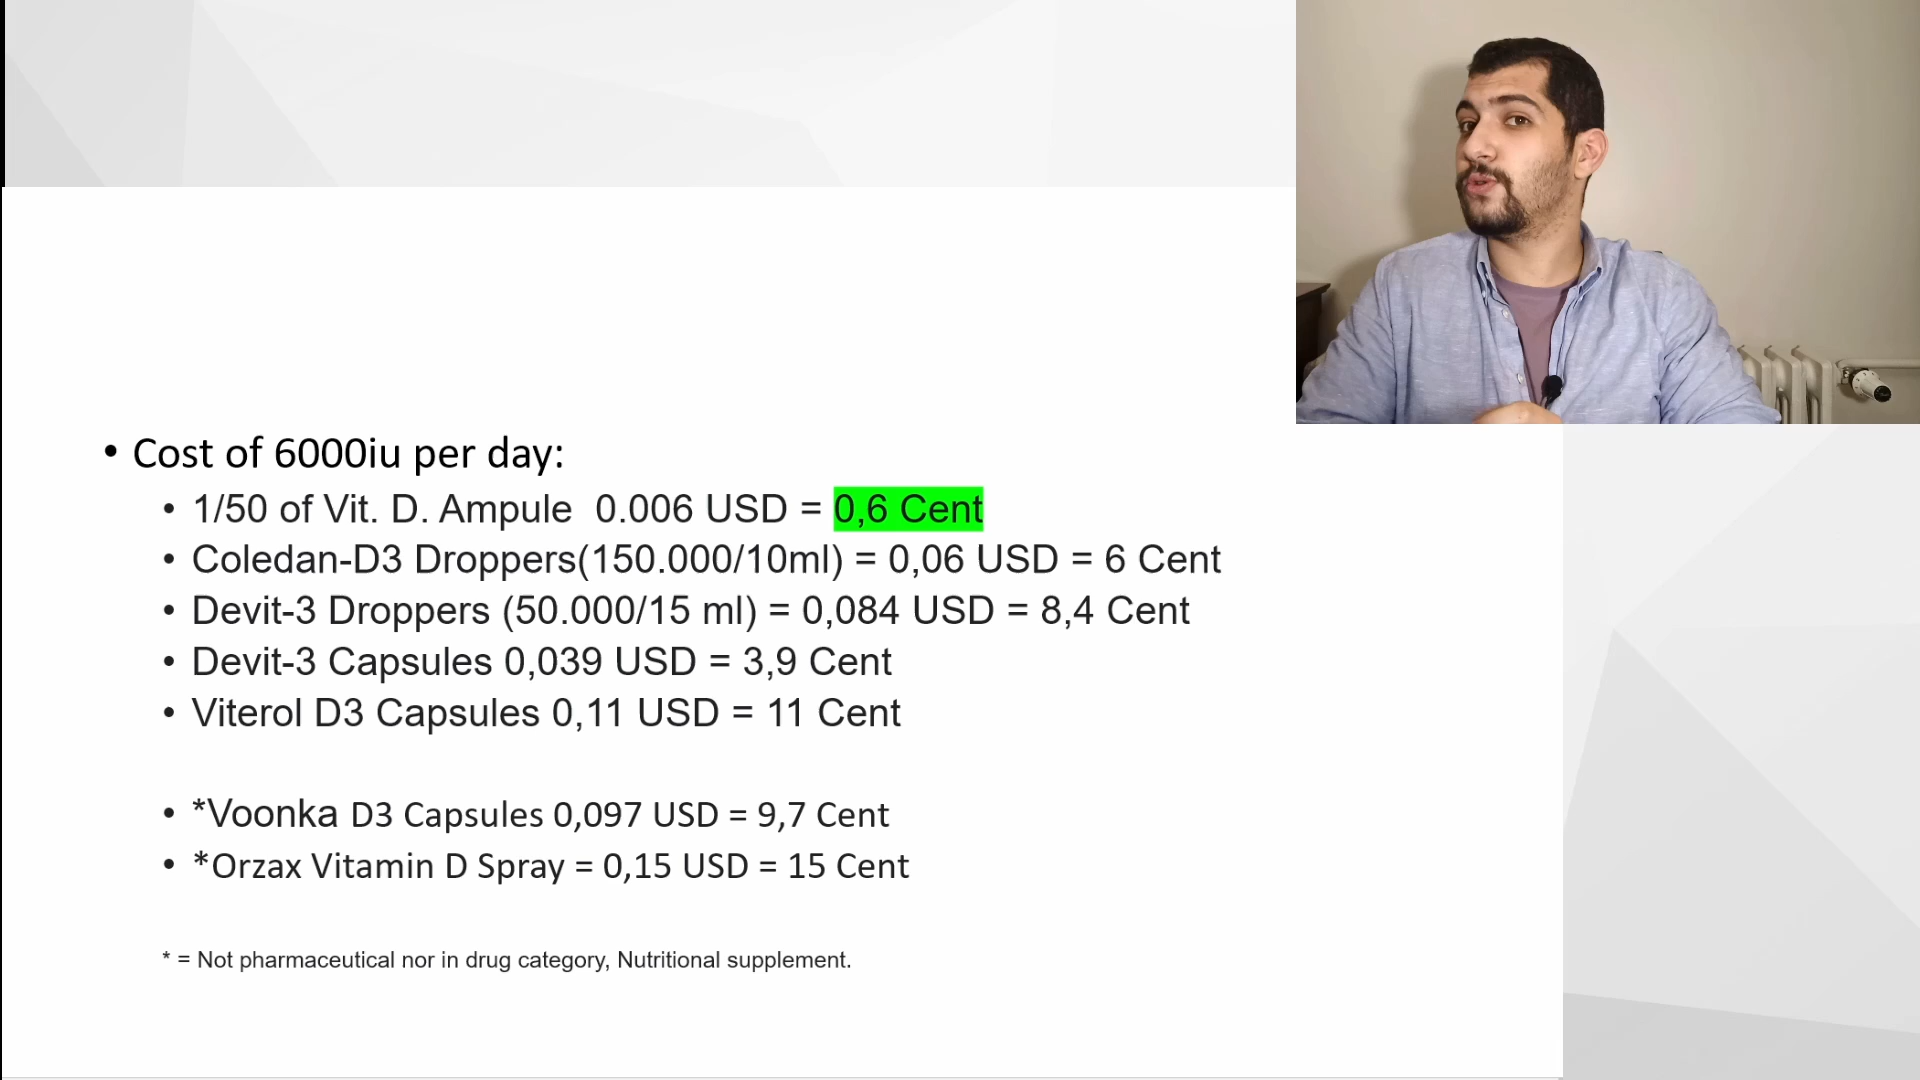 • Cost of 6000iu per day:
• 1/50 of Vit. D. Ampule  0.006 USD = 0,6 Cent
• Coledan-D3 Droppers(150.000/10ml) = 0,06 USD = 6 Cent
• Devit-3 Droppers (50.000/15 ml) = 0,084 USD = 8,4 Cent
• Devit-3 Capsules 0,039 USD = 3,9 Cent
• Viterol D3 Capsules 0,11 USD = 11 Cent
• *Voonka D3 Capsules 0,097 USD = 9,7 Cent
• *Orzax Vitamin D Spray = 0,15 USD = 15 Cent
* = Not pharmaceutical nor in drug category, Nutritional supplement.